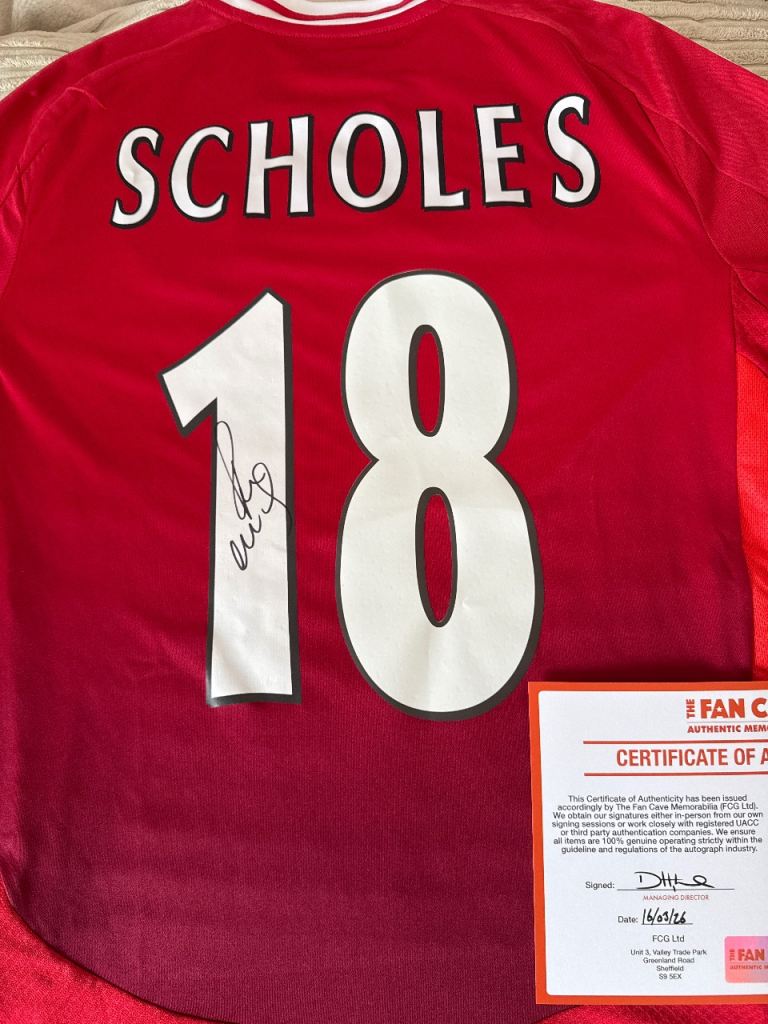 SCHOLES
18
THE FAN C
AUTHENTIC MEMO
CERTIFICATE OF A
This Certificate of Authenticity has been issued
accordingly by The Fan Cave Memorabilia (FCG Ltd).
We obtain our signatures either in-person from our own
signing sessions or work closely with registered UACC
or third party authentication companies. We ensure
all items are 100% genuine operating strictly within the
guideline and regulations of the autograph industry.
Signed:
MANAGING DIRECTOR
Date: 16/03/26
FCG Ltd
Unit 3, Valley Trade Park
Greenland Road
Sheffield
S9 5EX
THE FAN
AUTHENTIC M